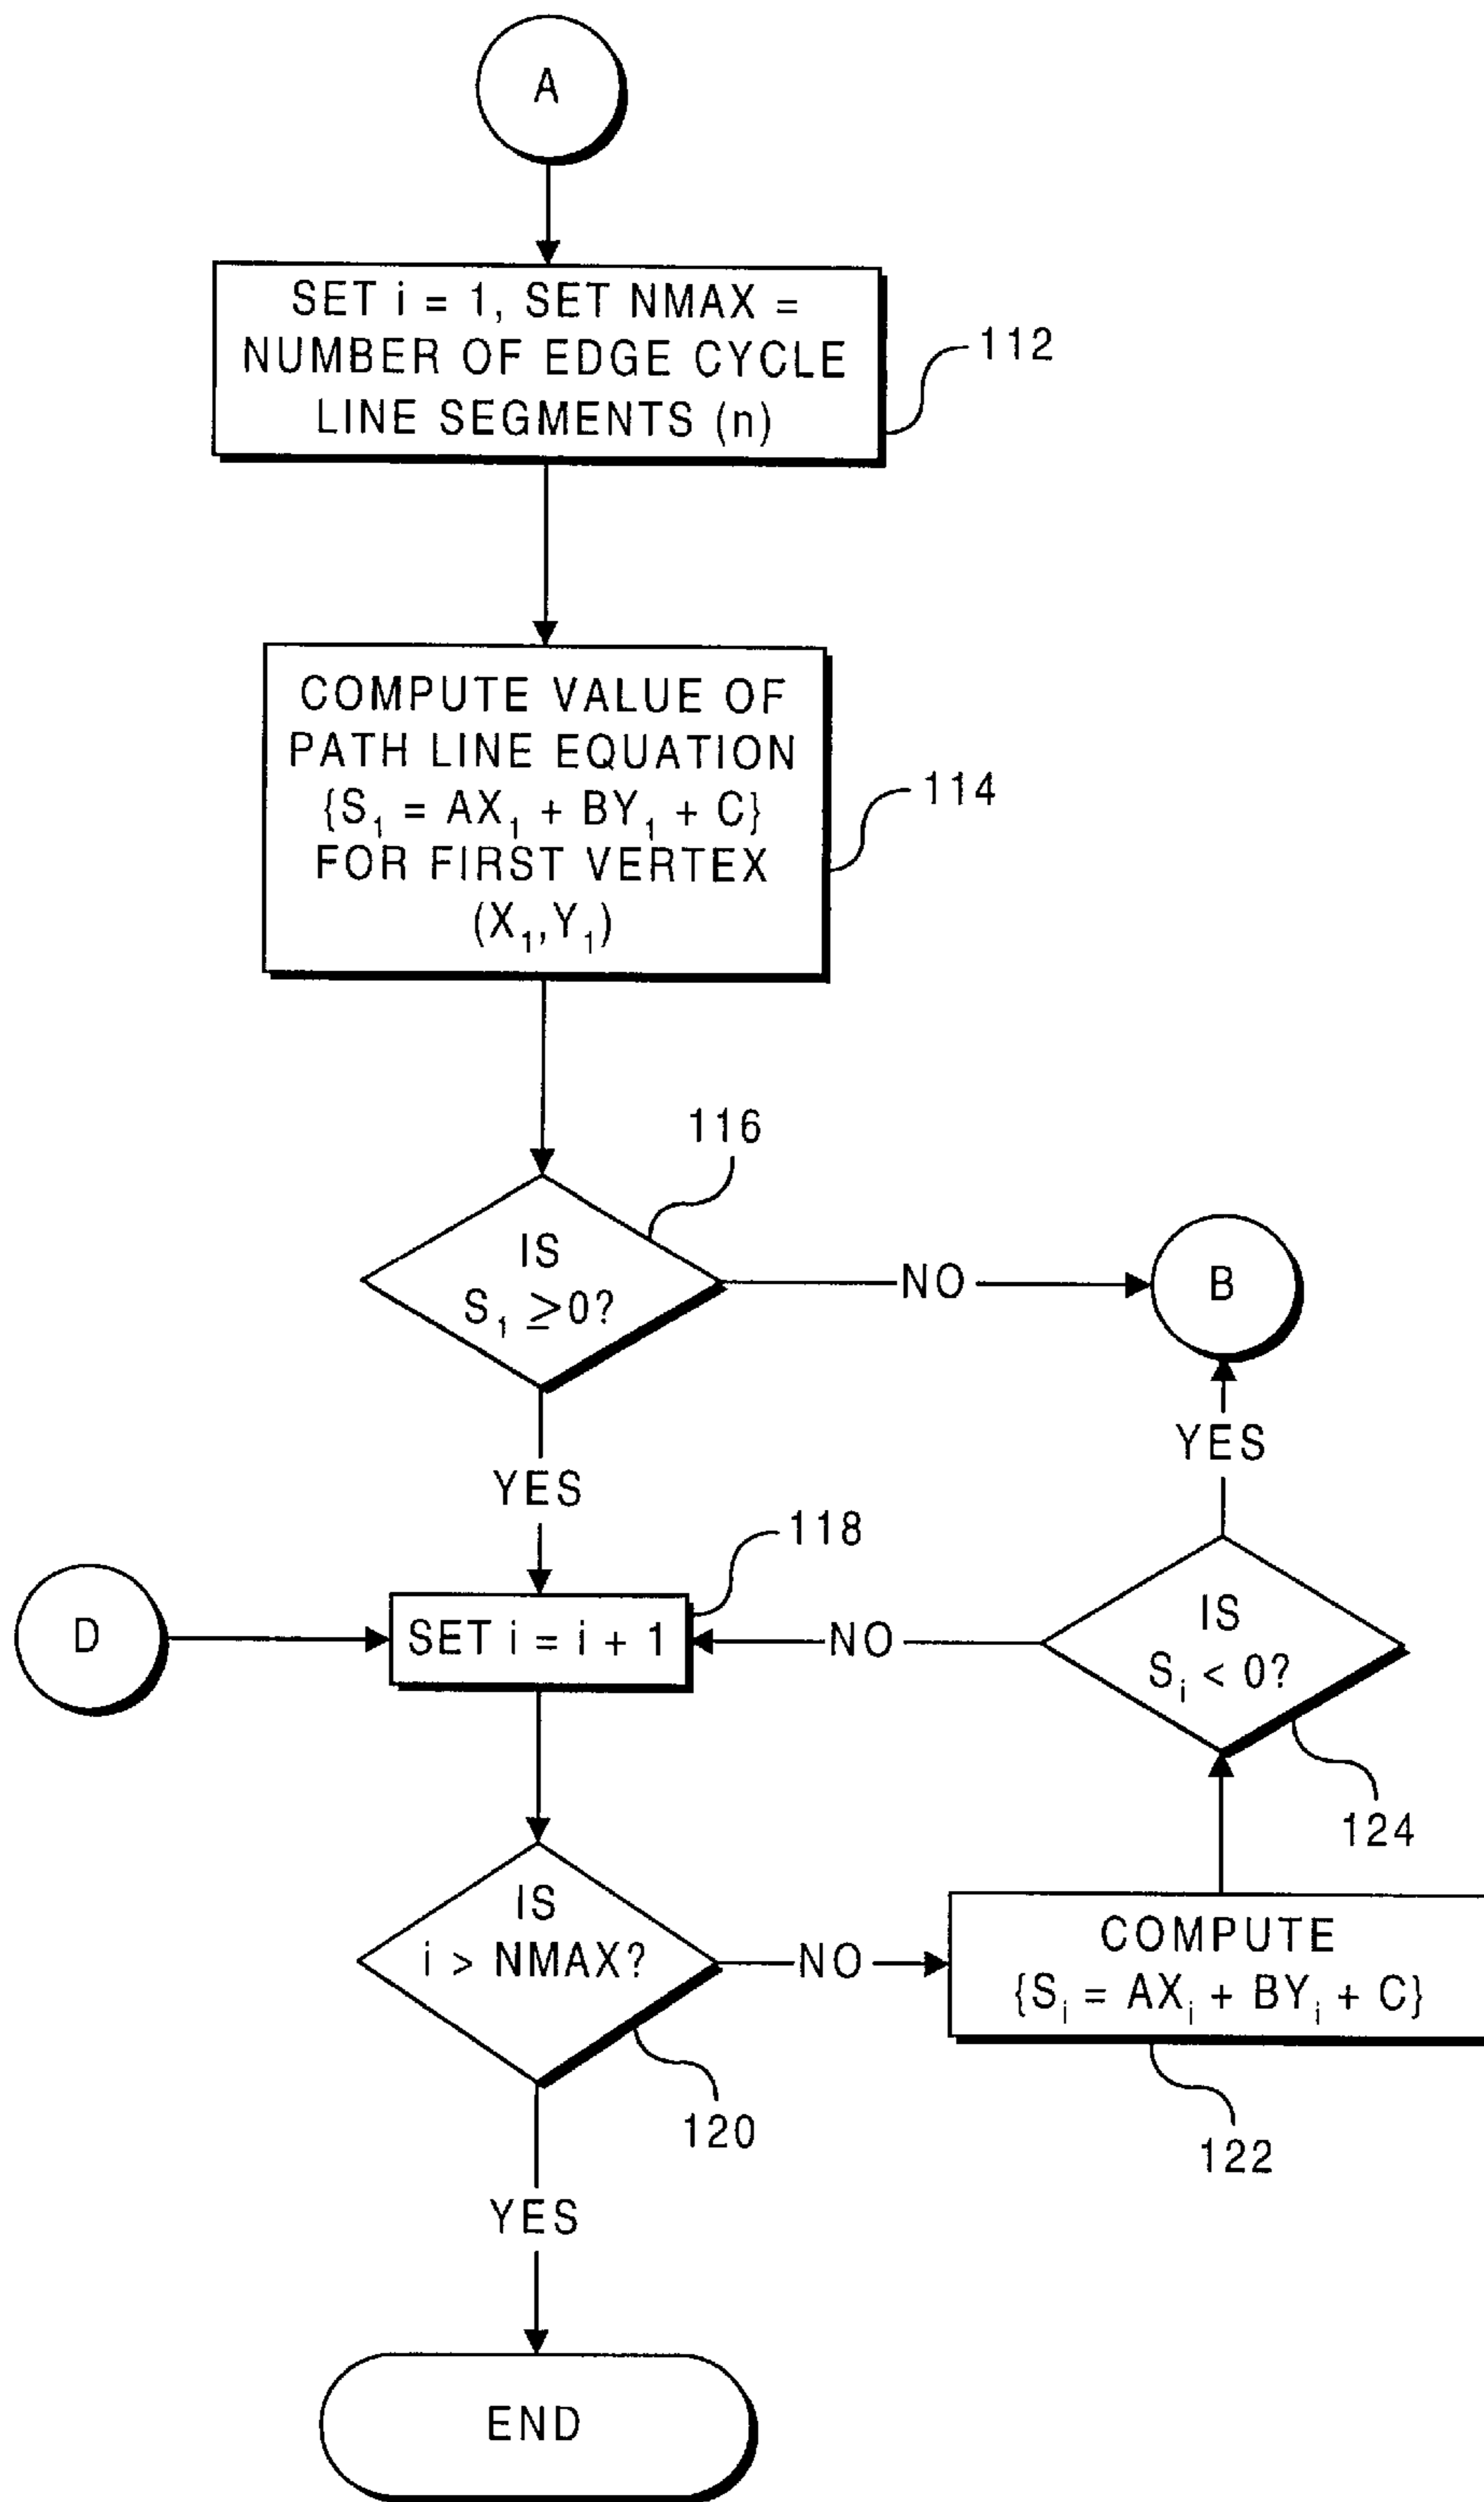 A
SET i = 1, SET NMAX =
NUMBER OF EDGE CYCLE
LINE SEGMENTS (n)
112
COMPUTE VALUE OF
PATH LINE EQUATION
{S₁ = AX₁ + BY₁ + C}
FOR FIRST VERTEX
(X₁,Y₁)
114
116
IS
S₁ ≥0?
NO
B
YES
YES
118
D
SET i = i + 1
NO
IS
Sᵢ < 0?
124
IS
i > NMAX?
NO
COMPUTE
{Sᵢ = AXᵢ + BYᵢ + C}
120
122
YES
END